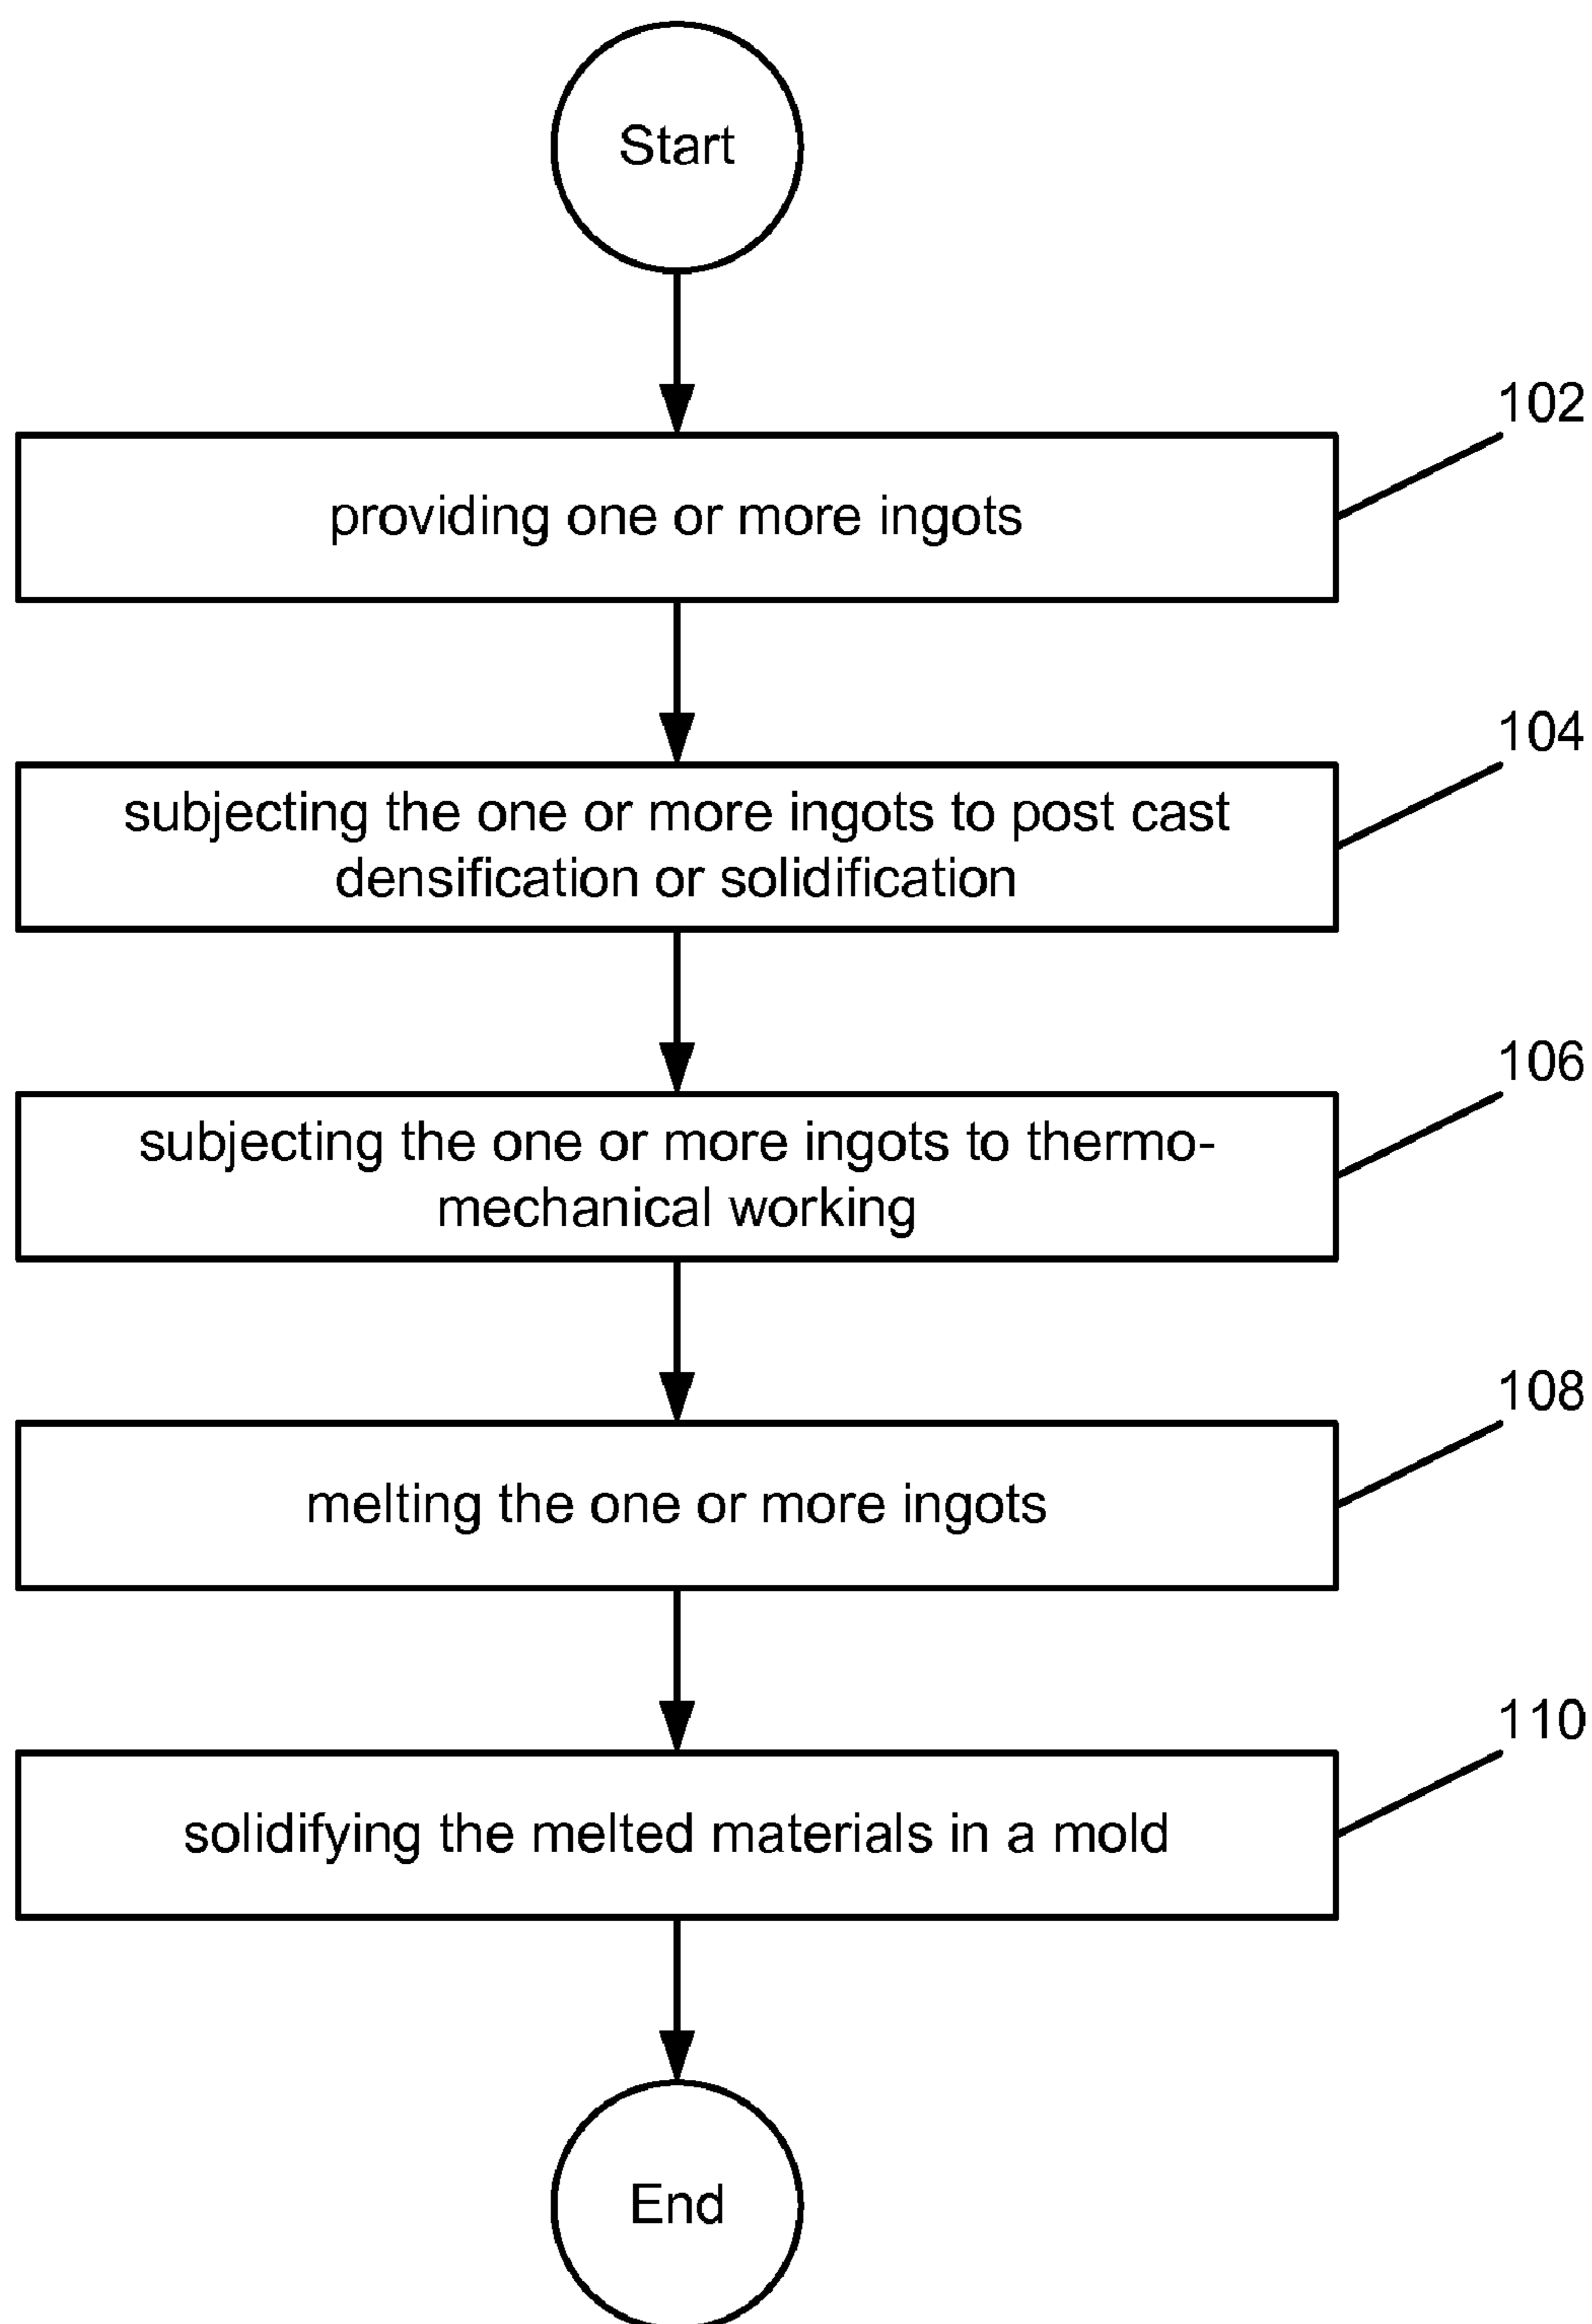 Start
102
providing one or more ingots
104
subjecting the one or more ingots to post cast
densification or solidification
106
subjecting the one or more ingots to thermo-
mechanical working
108
melting the one or more ingots
110
solidifying the melted materials in a mold
End